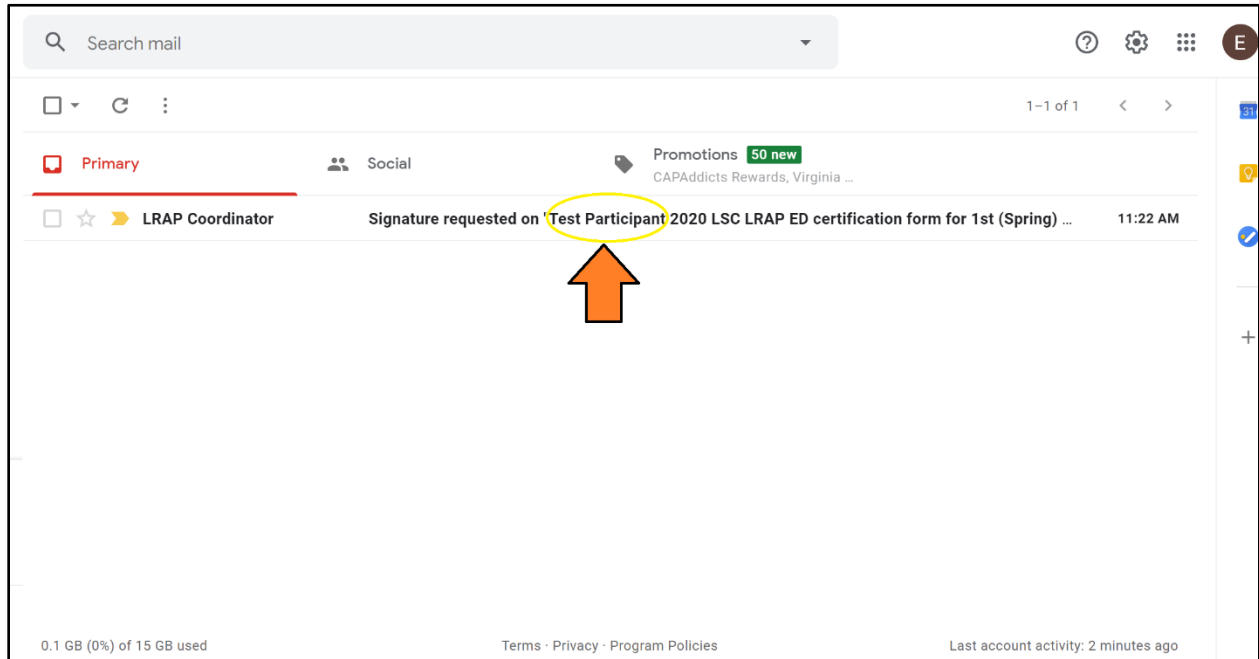 Search mail
E
1–1 of 1
31
Primary
Social
Promotions 50 new
CAPAddicts Rewards, Virginia ...
LRAP Coordinator Signature requested on "Test Participant 2020 LSC LRAP ED certification form for 1st (Spring) ... 11:22 AM
0.1 GB (0%) of 15 GB used
Terms · Privacy · Program Policies
Last account activity: 2 minutes ago